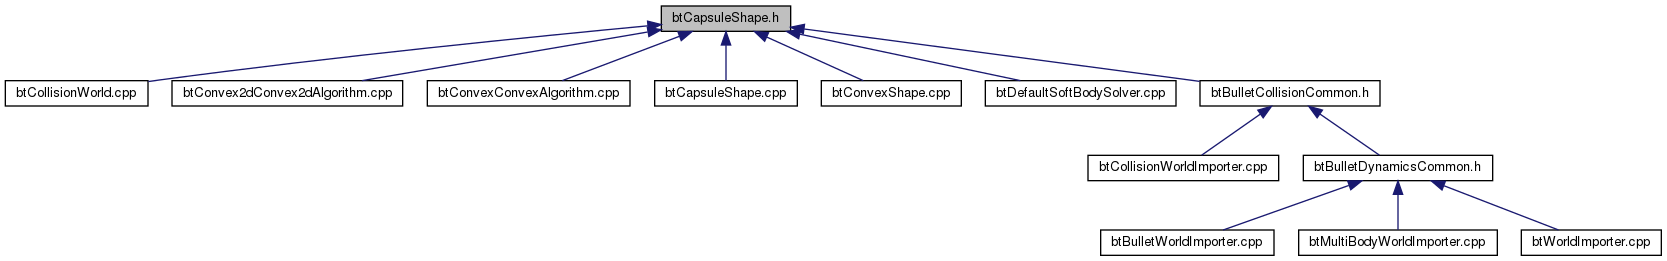 btCapsuleShape.h
btCollisionWorld.cpp
btConvex2dConvex2dAlgorithm.cpp
btConvexConvexAlgorithm.cpp
btCapsuleShape.cpp
btConvexShape.cpp
btDefaultSoftBodySolver.cpp
btBulletCollisionCommon.h
btCollisionWorldImporter.cpp
btBulletDynamicsCommon.h
btBulletWorldImporter.cpp
btMultiBodyWorldImporter.cpp
btWorldImporter.cpp